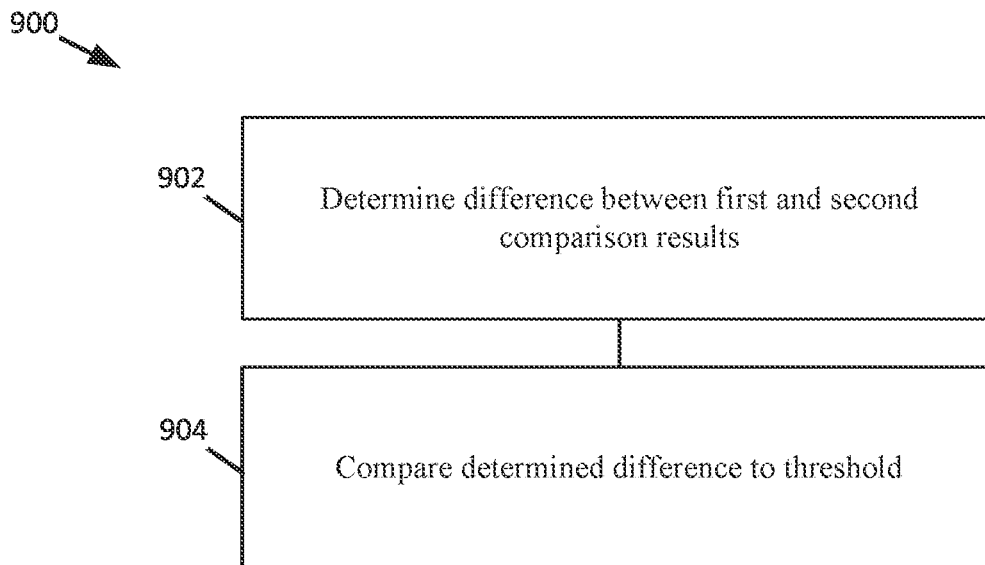 900
902
Determine difference between first and second
comparison results
904
Compare determined difference to threshold